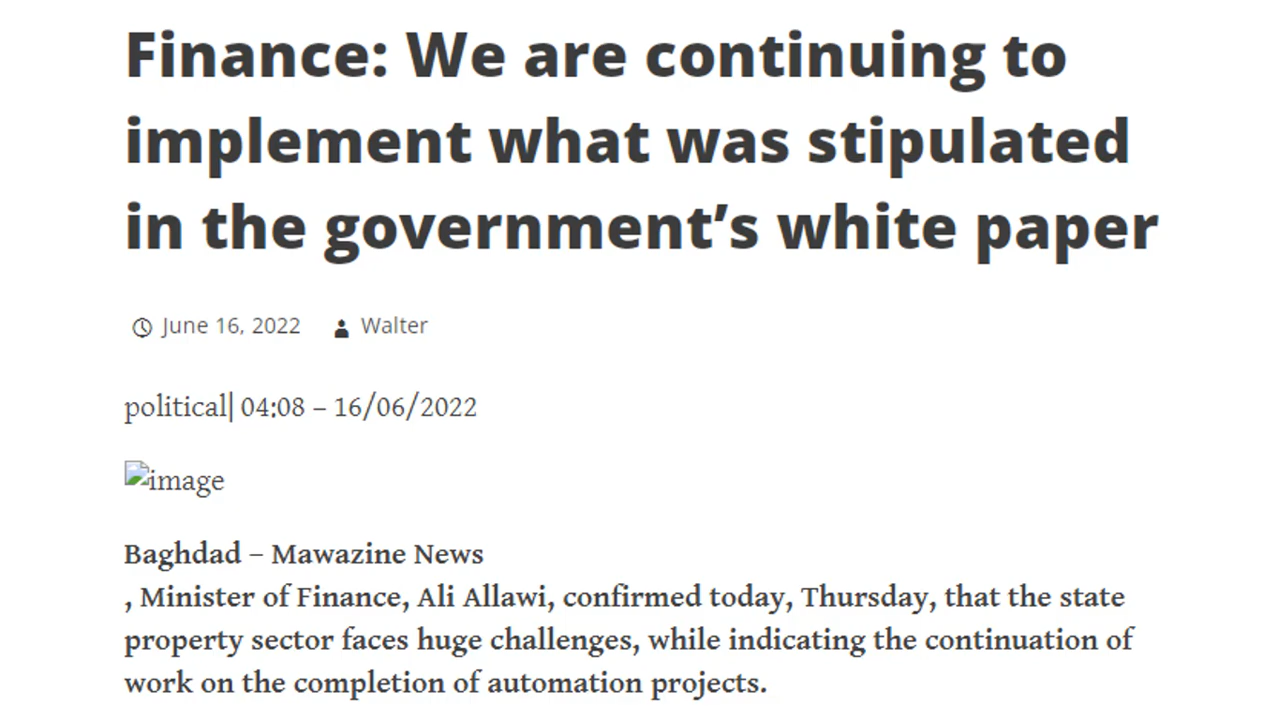 Finance: We are continuing to
implement what was stipulated
in the government’s white paper
June 16, 2022 Walter
political| 04:08 – 16/06/2022
image
Baghdad – Mawazine News
, Minister of Finance, Ali Allawi, confirmed today, Thursday, that the state
property sector faces huge challenges, while indicating the continuation of
work on the completion of automation projects.